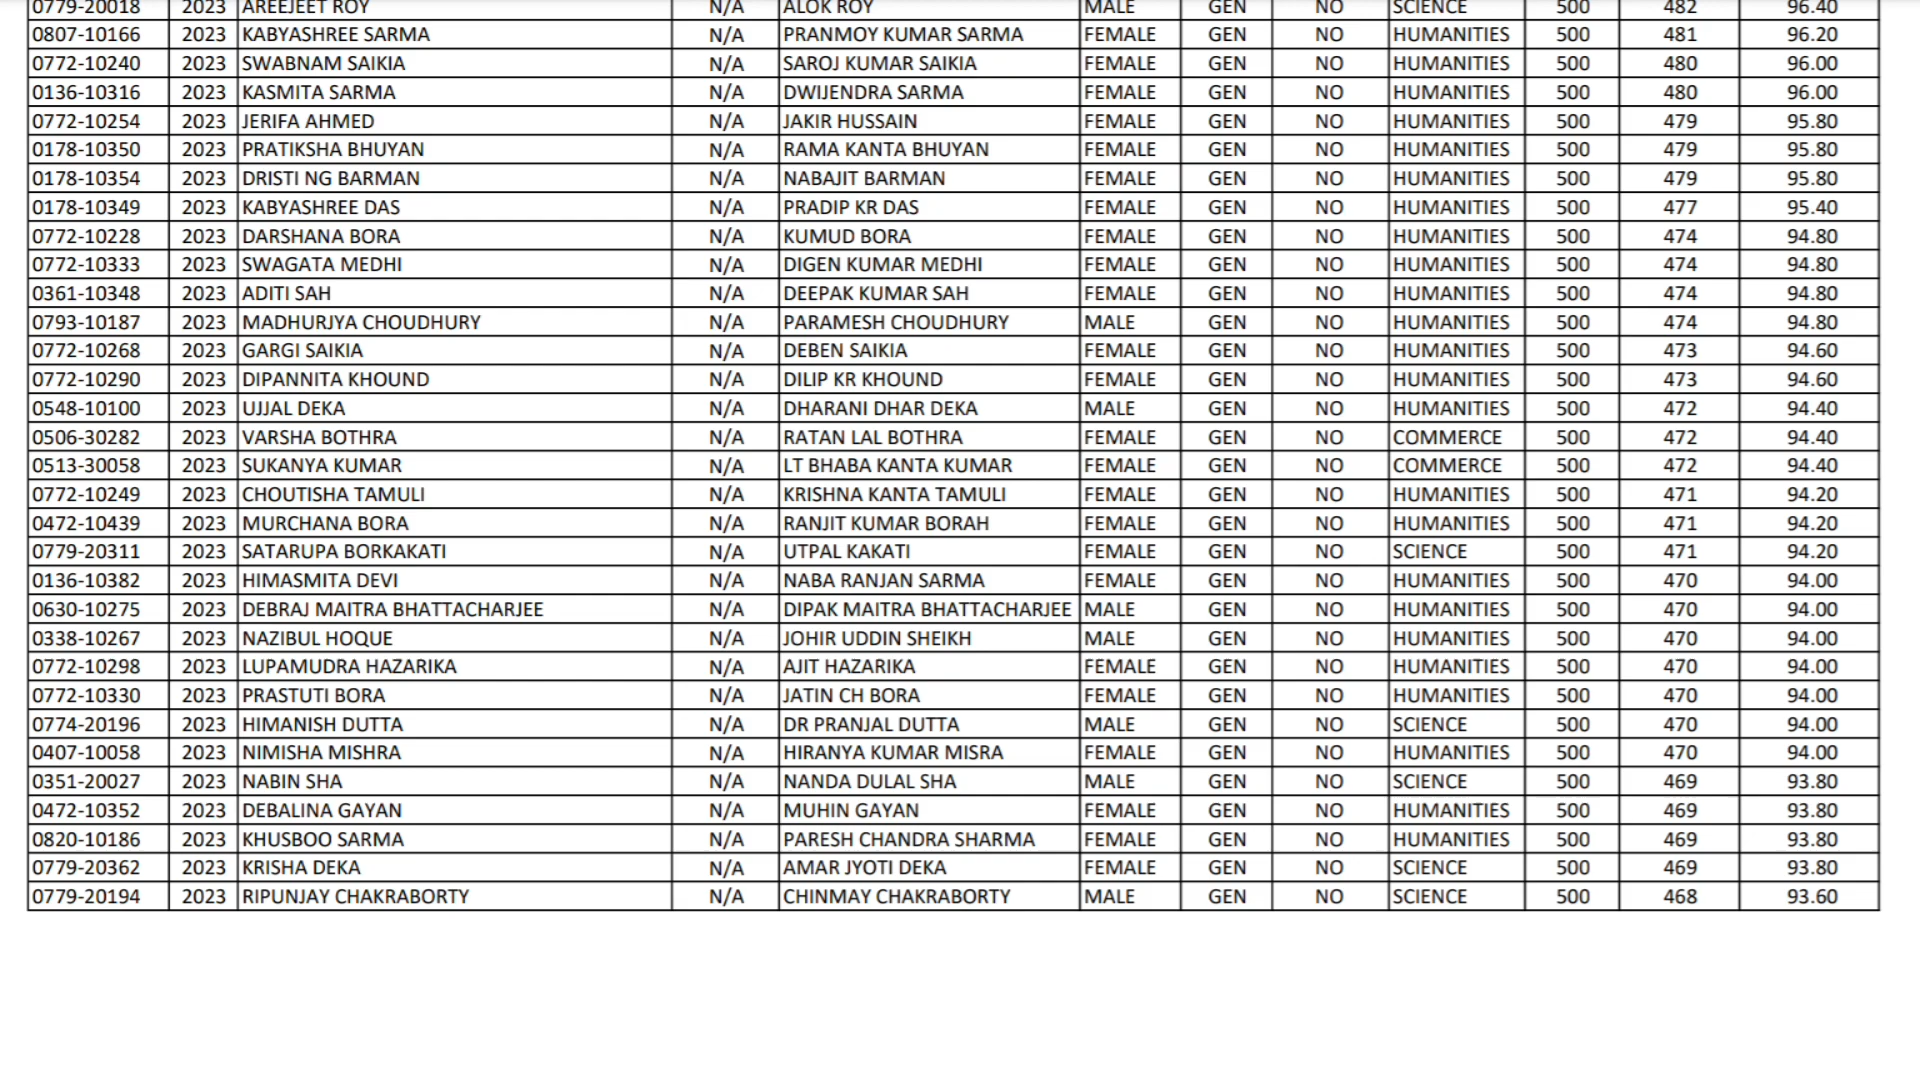 0779-20018 2023 AREEJEET ROY N/A ALOK ROY MALE GEN NO SCIENCE 500 482 96.40
0807-10166 2023 KABYASHREE SARMA N/A PRANMOY KUMAR SARMA FEMALE GEN NO HUMANITIES 500 481 96.20
0772-10240 2023 SWABNAM SAIKIA N/A SAROJ KUMAR SAIKIA FEMALE GEN NO HUMANITIES 500 480 96.00
0136-10316 2023 KASMITA SARMA N/A DWIJENDRA SARMA FEMALE GEN NO HUMANITIES 500 480 96.00
0772-10254 2023 JERIFA AHMED N/A JAKIR HUSSAIN FEMALE GEN NO HUMANITIES 500 479 95.80
0178-10350 2023 PRATIKSHA BHUYAN N/A RAMA KANTA BHUYAN FEMALE GEN NO HUMANITIES 500 479 95.80
0178-10354 2023 DRISTI NG BARMAN N/A NABAJIT BARMAN FEMALE GEN NO HUMANITIES 500 479 95.80
0178-10349 2023 KABYASHREE DAS N/A PRADIP KR DAS FEMALE GEN NO HUMANITIES 500 477 95.40
0772-10228 2023 DARSHANA BORA N/A KUMUD BORA FEMALE GEN NO HUMANITIES 500 474 94.80
0772-10333 2023 SWAGATA MEDHI N/A DIGEN KUMAR MEDHI FEMALE GEN NO HUMANITIES 500 474 94.80
0361-10348 2023 ADITI SAH N/A DEEPAK KUMAR SAH FEMALE GEN NO HUMANITIES 500 474 94.80
0793-10187 2023 MADHURJYA CHOUDHURY N/A PARAMESH CHOUDHURY MALE GEN NO HUMANITIES 500 474 94.80
0772-10268 2023 GARGI SAIKIA N/A DEBEN SAIKIA FEMALE GEN NO HUMANITIES 500 473 94.60
0772-10290 2023 DIPANNITA KHOUND N/A DILIP KR KHOUND FEMALE GEN NO HUMANITIES 500 473 94.60
0548-10100 2023 UJJAL DEKA N/A DHARANI DHAR DEKA MALE GEN NO HUMANITIES 500 472 94.40
0506-30282 2023 VARSHA BOTHRA N/A RATAN LAL BOTHRA FEMALE GEN NO COMMERCE 500 472 94.40
0513-30058 2023 SUKANYA KUMAR N/A LT BHABA KANTA KUMAR FEMALE GEN NO COMMERCE 500 472 94.40
0772-10249 2023 CHOUTISHA TAMULI N/A KRISHNA KANTA TAMULI FEMALE GEN NO HUMANITIES 500 471 94.20
0472-10439 2023 MURCHANA BORA N/A RANJIT KUMAR BORAH FEMALE GEN NO HUMANITIES 500 471 94.20
0779-20311 2023 SATARUPA BORKAKATI N/A UTPAL KAKATI FEMALE GEN NO SCIENCE 500 471 94.20
0136-10382 2023 HIMASMITA DEVI N/A NABA RANJAN SARMA FEMALE GEN NO HUMANITIES 500 470 94.00
0630-10275 2023 DEBRAJ MAITRA BHATTACHARJEE N/A DIPAK MAITRA BHATTACHARJEE MALE GEN NO HUMANITIES 500 470 94.00
0338-10267 2023 NAZIBUL HOQUE N/A JOHIR UDDIN SHEIKH MALE GEN NO HUMANITIES 500 470 94.00
0772-10298 2023 LUPAMUDRA HAZARIKA N/A AJIT HAZARIKA FEMALE GEN NO HUMANITIES 500 470 94.00
0772-10330 2023 PRASTUTI BORA N/A JATIN CH BORA FEMALE GEN NO HUMANITIES 500 470 94.00
0774-20196 2023 HIMANISH DUTTA N/A DR PRANJAL DUTTA MALE GEN NO SCIENCE 500 470 94.00
0407-10058 2023 NIMISHA MISHRA N/A HIRANYA KUMAR MISRA FEMALE GEN NO HUMANITIES 500 470 94.00
0351-20027 2023 NABIN SHA N/A NANDA DULAL SHA MALE GEN NO SCIENCE 500 469 93.80
0472-10352 2023 DEBALINA GAYAN N/A MUHIN GAYAN FEMALE GEN NO HUMANITIES 500 469 93.80
0820-10186 2023 KHUSBOO SARMA N/A PARESH CHANDRA SHARMA FEMALE GEN NO HUMANITIES 500 469 93.80
0779-20362 2023 KRISHA DEKA N/A AMAR JYOTI DEKA FEMALE GEN NO SCIENCE 500 469 93.80
0779-20194 2023 RIPUNJAY CHAKRABORTY N/A CHINMAY CHAKRABORTY MALE GEN NO SCIENCE 500 468 93.60